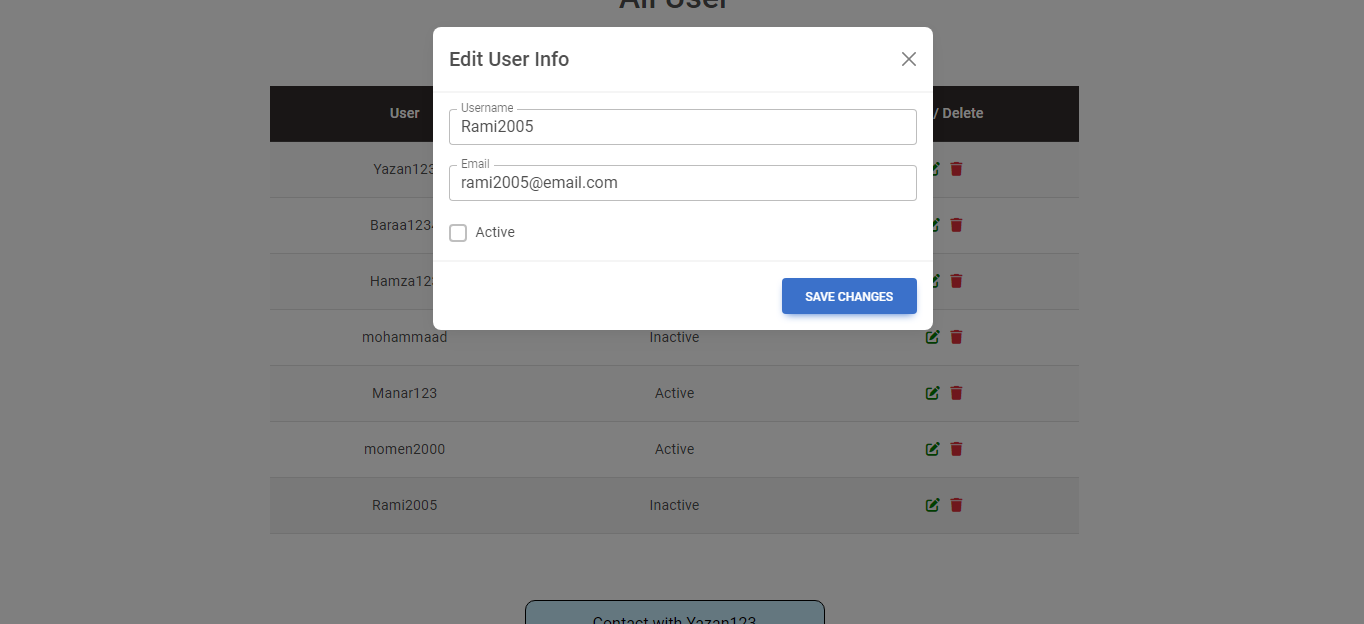 All User
Edit User Info
Username
Rami2005
Email
rami2005@email.com
Active
SAVE CHANGES
User / Delete
Yazan123
Baraa123
Hamza12
mohammaad Inactive
Manar123 Active
momen2000 Active
Rami2005 Inactive
Contact with Yazan123